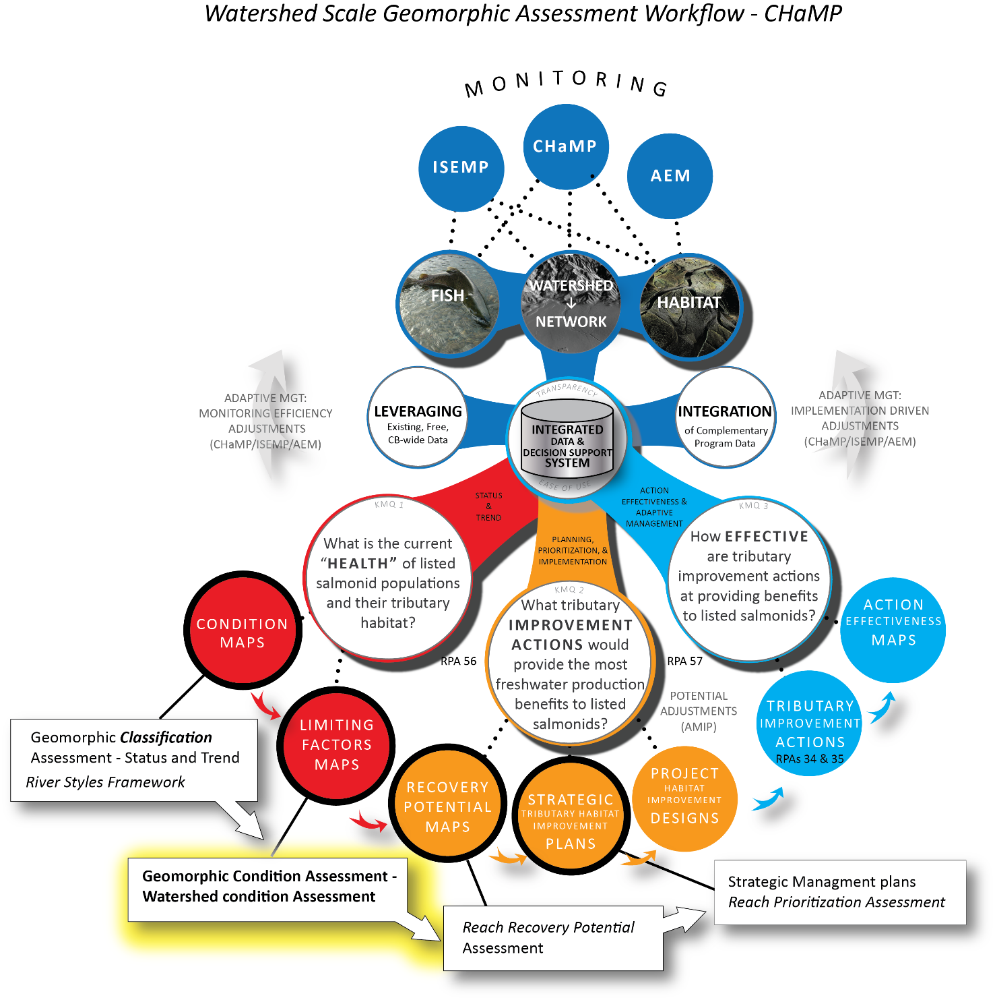 Watershed Scale Geomorphic Assessment Workflow - CHaMP
MONITORING
ISEMP
CHaMP
AEM
FISH
WATERSHED
↓
NETWORK
HABITAT
ADAPTIVE MGT:
MONITORING EFFICIENCY
ADJUSTMENTS
(CHaMP/ISEMP/AEM)
LEVERAGING
Existing, Free,
CB-wide Data
TRANSPARENCY
INTEGRATED
DATA &
DECISION SUPPORT
SYSTEM
EASE OF USE
INTEGRATION
of Complementary
Program Data
ADAPTIVE MGT:
IMPLEMENTATION DRIVEN
ADJUSTMENTS
(CHaMP/ISEMP/AEM)
STATUS
&
TREND
PLANNING,
PRIORITIZATION, &
IMPLEMENTATION
ACTION
EFFECTIVENESS &
ADAPTIVE
MANAGEMENT
KMQ 1
What is the current
“HEALTH” of listed
salmonid populations
and their tributary
habitat?
KMQ 2
What tributary
IMPROVEMENT
ACTIONS would
provide the most
freshwater production
benefits to listed
salmonids?
KMQ 3
How EFFECTIVE
are tributary
improvement actions
at providing benefits
to listed salmonids?
RPA 56
RPA 57
POTENTIAL
ADJUSTMENTS
(AMIP)
CONDITION
MAPS
LIMITING
FACTORS
MAPS
RECOVERY
POTENTIAL
MAPS
STRATEGIC
TRIBUTARY HABITAT
IMPROVEMENT
PLANS
PROJECT
HABITAT
IMPROVEMENT
DESIGNS
TRIBUTARY
IMPROVEMENT
ACTIONS
RPAs 34 & 35
ACTION
EFFECTIVENESS
MAPS
Geomorphic Classification
Assessment - Status and Trend
River Styles Framework
Geomorphic Condition Assessment -
Watershed condition Assessment
Reach Recovery Potential
Assessment
Strategic Managment plans
Reach Prioritization Assessment